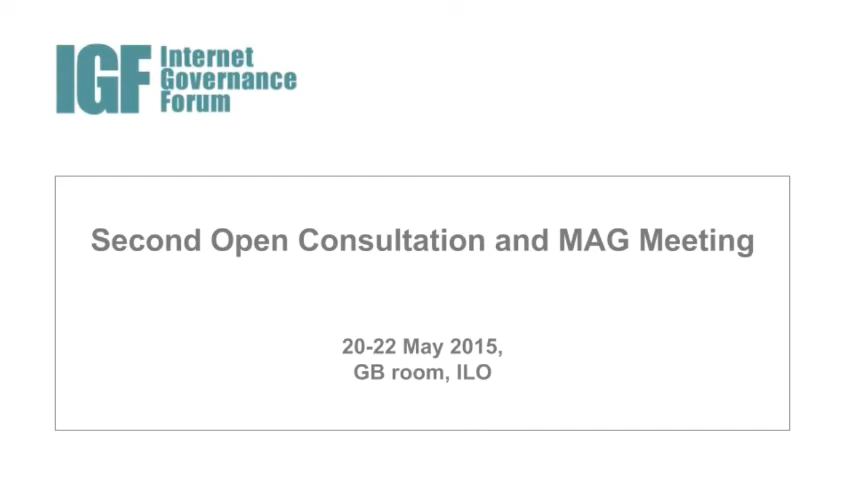 IGF
Internet
Governance
Forum
Second Open Consultation and MAG Meeting
20-22 May 2015,
GB room, ILO